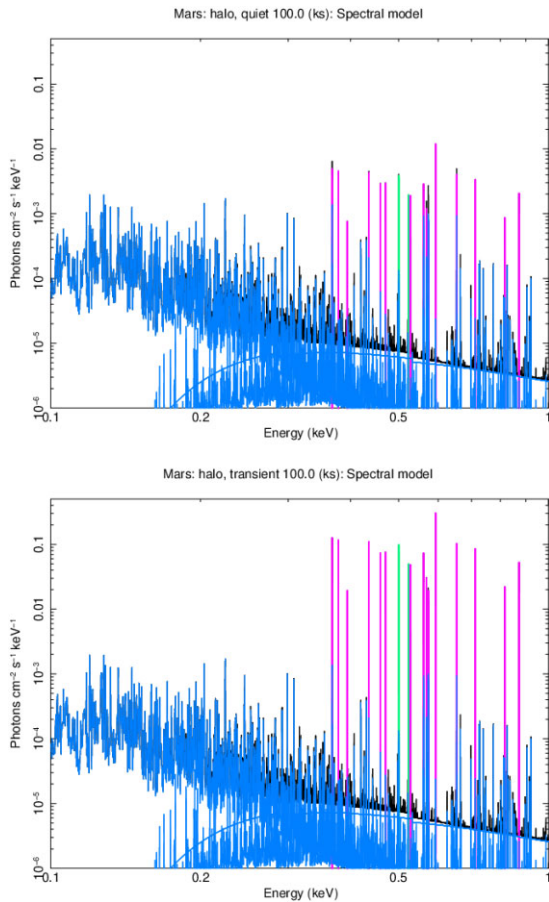 Mars: halo, quiet 100.0 (ks): Spectral model
Photons cm⁻² s⁻¹ keV⁻¹
0.1
0.01
10⁻³
10⁻⁴
10⁻⁵
10⁻⁶
0.1 0.2 0.5 1
Energy (keV)
Mars: halo, transient 100.0 (ks): Spectral model
Photons cm⁻² s⁻¹ keV⁻¹
0.1
0.01
10⁻³
10⁻⁴
10⁻⁵
10⁻⁶
0.1 0.2 0.5 1
Energy (keV)